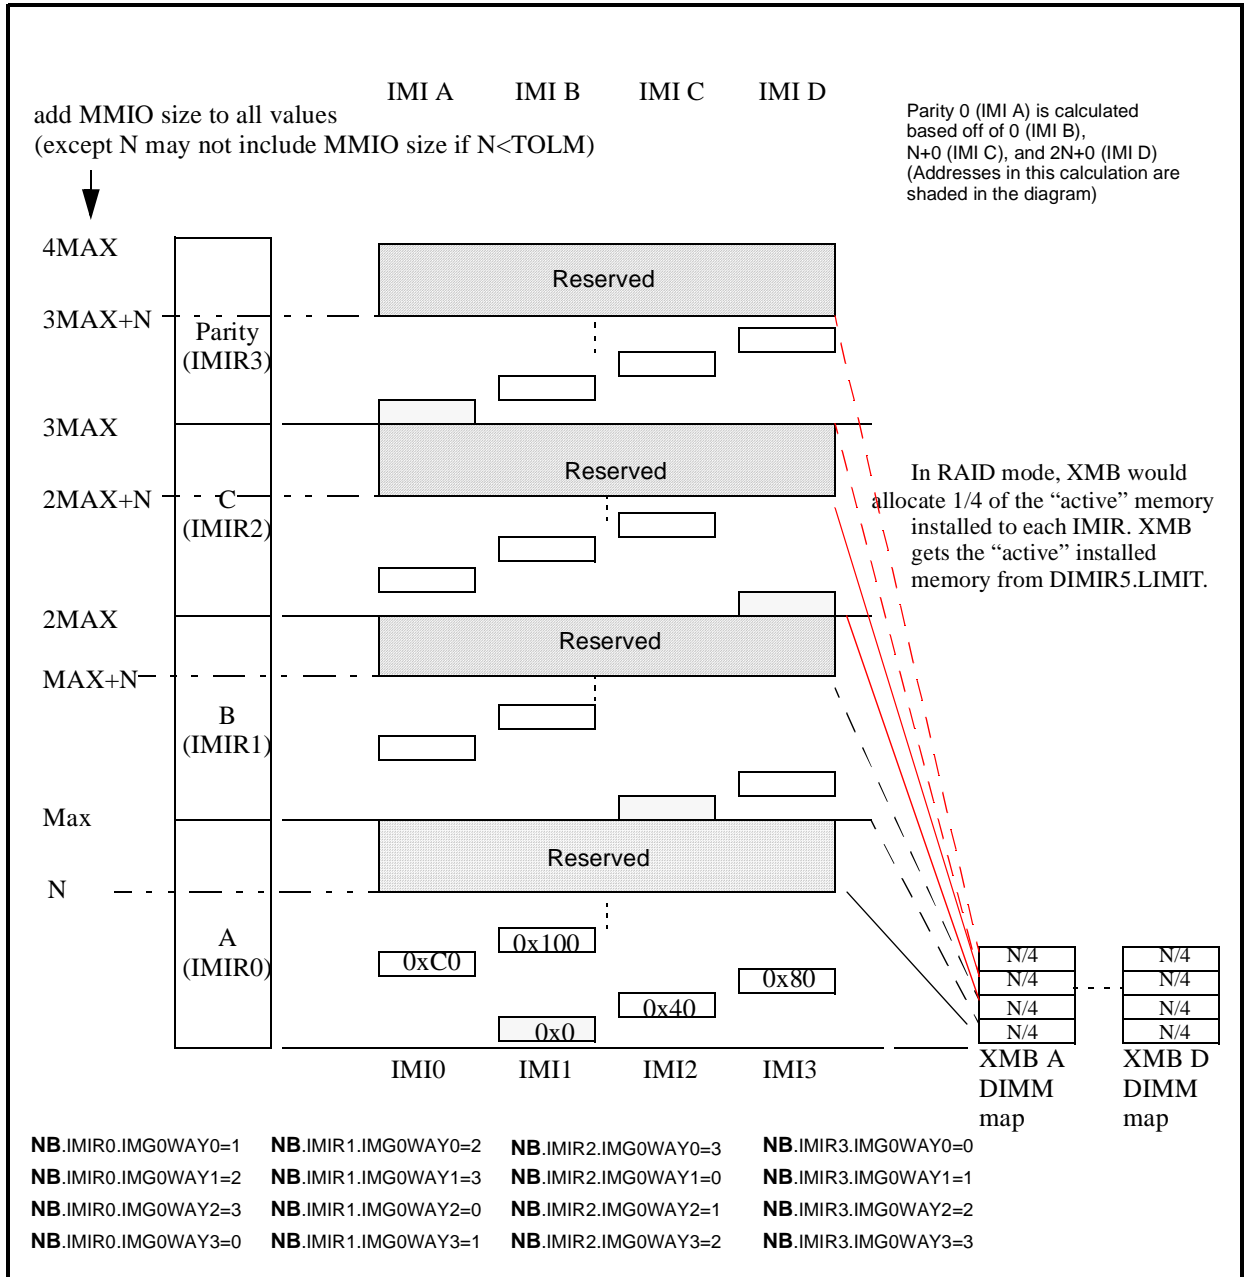 IMI A IMI B IMI C IMI D
add MMIO size to all values
(except N may not include MMIO size if N<TOLM)
Parity 0 (IMI A) is calculated
based off of 0 (IMI B),
N+0 (IMI C), and 2N+0 (IMI D)
(Addresses in this calculation are
shaded in the diagram)
4MAX
Reserved
3MAX+N
Parity
(IMIR3)
3MAX
Reserved
2MAX+N
C
(IMIR2)
In RAID mode, XMB would
allocate 1/4 of the “active” memory
installed to each IMIR. XMB
gets the “active” installed
memory from DIMIR5.LIMIT.
2MAX
Reserved
MAX+N
B
(IMIR1)
Max
Reserved
N
A
(IMIR0)
0x100
0xC0
0x80
0x40
0x0
N/4 N/4
N/4 N/4
N/4 N/4
N/4 N/4
IMI0 IMI1 IMI2 IMI3
XMB A
DIMM
map
XMB D
DIMM
map
NB.IMIR0.IMG0WAY0=1 NB.IMIR1.IMG0WAY0=2 NB.IMIR2.IMG0WAY0=3 NB.IMIR3.IMG0WAY0=0
NB.IMIR0.IMG0WAY1=2 NB.IMIR1.IMG0WAY1=3 NB.IMIR2.IMG0WAY1=0 NB.IMIR3.IMG0WAY1=1
NB.IMIR0.IMG0WAY2=3 NB.IMIR1.IMG0WAY2=0 NB.IMIR2.IMG0WAY2=1 NB.IMIR3.IMG0WAY2=2
NB.IMIR0.IMG0WAY3=0 NB.IMIR1.IMG0WAY3=1 NB.IMIR2.IMG0WAY3=2 NB.IMIR3.IMG0WAY3=3